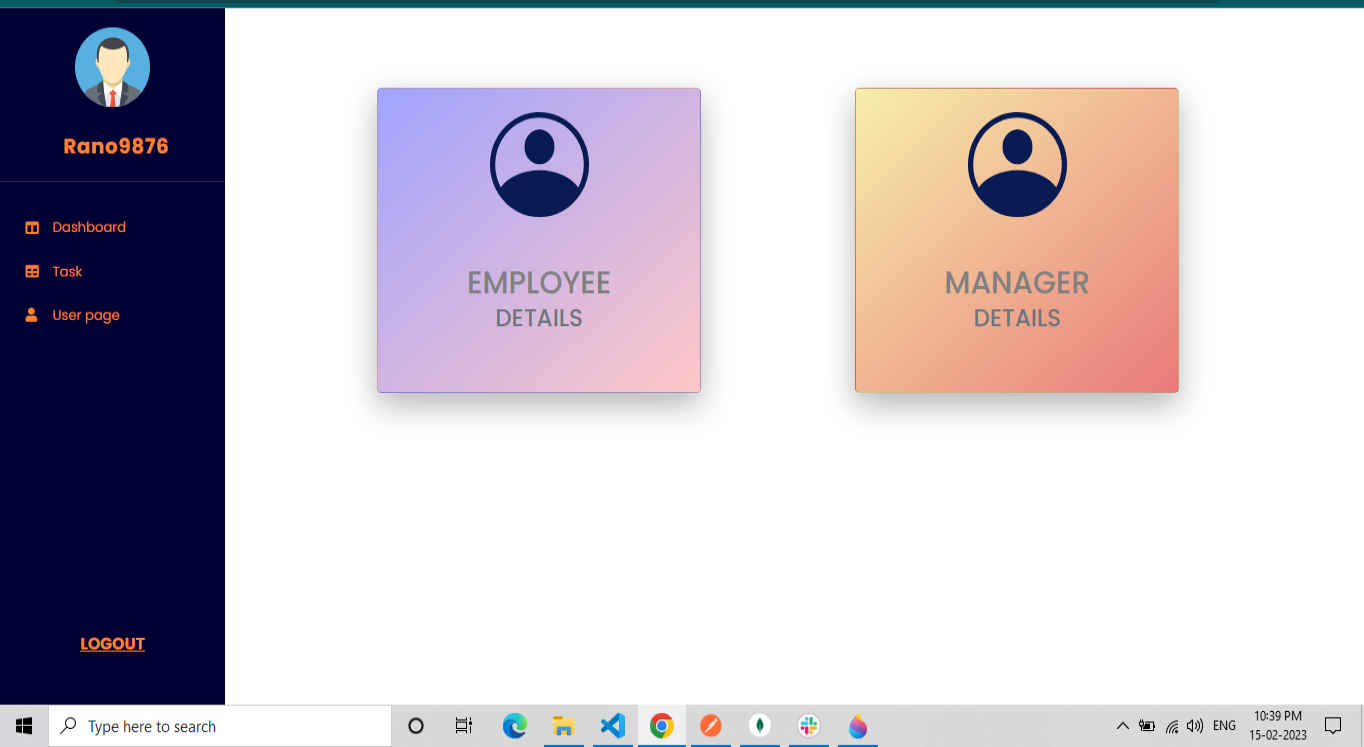 Rano9876
Dashboard
Task
User page
LOGOUT
EMPLOYEE
DETAILS
MANAGER
DETAILS
Type here to search
ENG
10:39 PM
15-02-2023